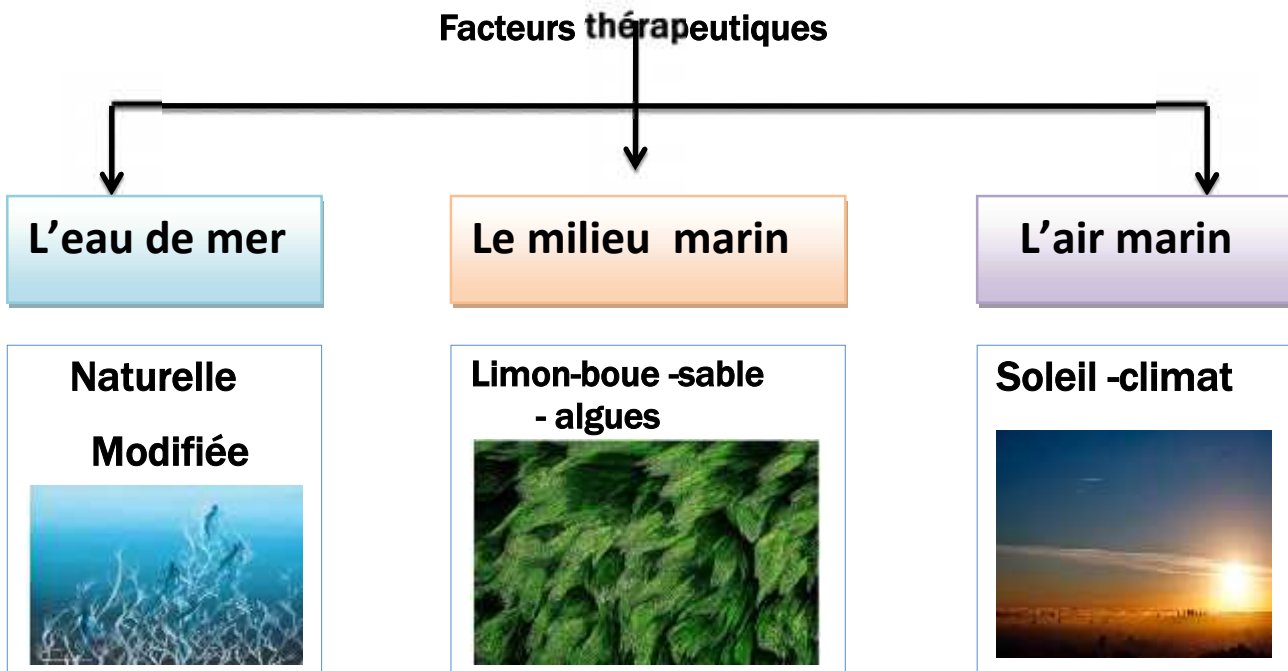 Facteurs thérapeutiques
L'eau de mer
Le milieu marin
L'air marin
Naturelle
Modifiée
Limon-boue -sable
- algues
Soleil -climat